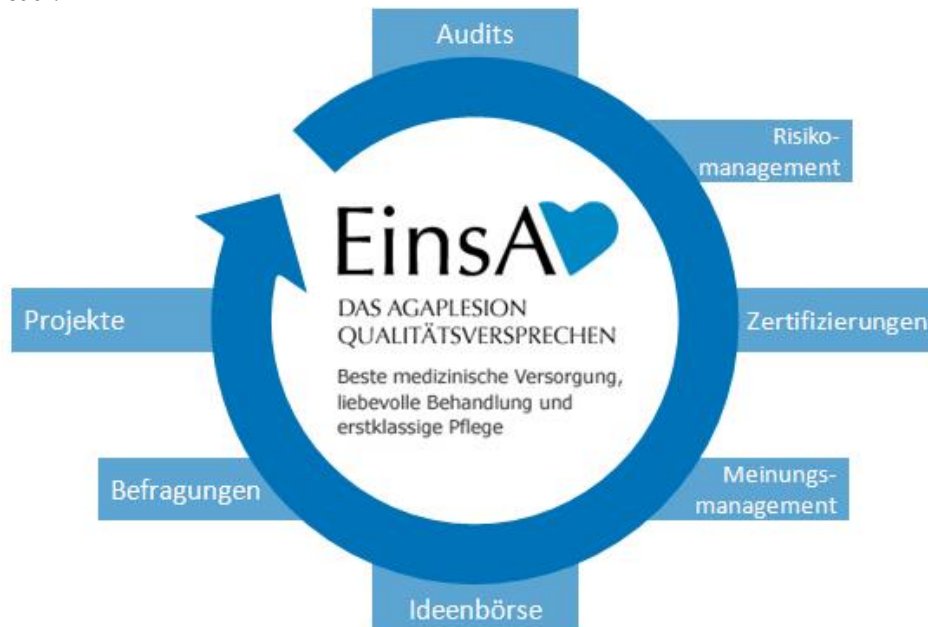 Audits
Risiko-
management
EinsA
DAS AGAPLESION
QUALITÄTSVERSPRECHEN
Beste medizinische Versorgung,
liebevolle Behandlung und
erstklassige Pflege
Projekte
Zertifizierungen
Befragungen
Meinungs-
management
Ideenbörse